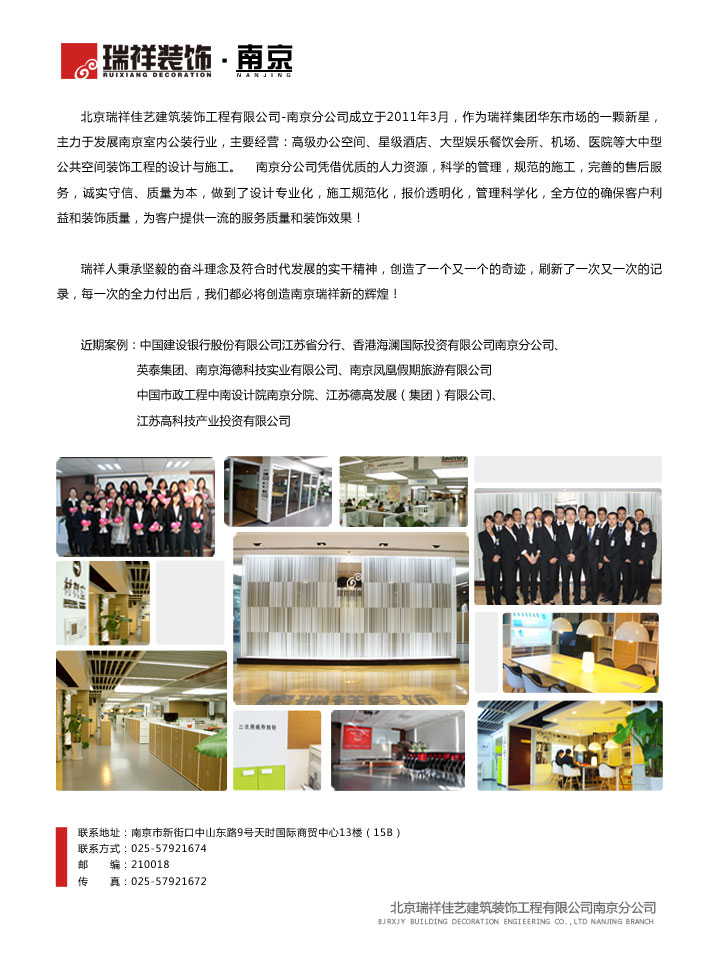 瑞祥装饰·南京
RUIXIANG DECORATION NANJING
北京瑞祥佳艺建筑装饰工程有限公司-南京分公司成立于2011年3月，作为瑞祥集团华东市场的一颗新星，
主力于发展南京室内公装行业，主要经营：高级办公空间、星级酒店、大型娱乐餐饮会所、机场、医院等大中型
公共空间装饰工程的设计与施工。 南京分公司凭借优质的人力资源，科学的管理，规范的施工，完善的售后服
务，诚实守信、质量为本，做到了设计专业化，施工规范化，报价透明化，管理科学化，全方位的确保客户利
益和装饰质量，为客户提供一流的服务质量和装饰效果！
瑞祥人秉承坚毅的奋斗理念及符合时代发展的实干精神，创造了一个又一个的奇迹，刷新了一次又一次的记
录，每一次的全力付出后，我们都必将创造南京瑞祥新的辉煌！
近期案例：中国建设银行股份有限公司江苏省分行、香港海澜国际投资有限公司南京分公司、
英泰集团、南京海德科技实业有限公司、南京凤凰假期旅游有限公司
中国市政工程中南设计院南京分院、江苏德高发展（集团）有限公司、
江苏高科技产业投资有限公司
瑞祥装饰
二次用纸存放处
联系地址：南京市新街口中山东路9号天时国际商贸中心13楼（15B）
联系方式：025-57921674
邮 编：210018
传 真：025-57921672
北京瑞祥佳艺建筑装饰工程有限公司南京分公司
BJRXJY BUILDING DECORATION ENGIEERING CO.,LTD NANJING BRANCH